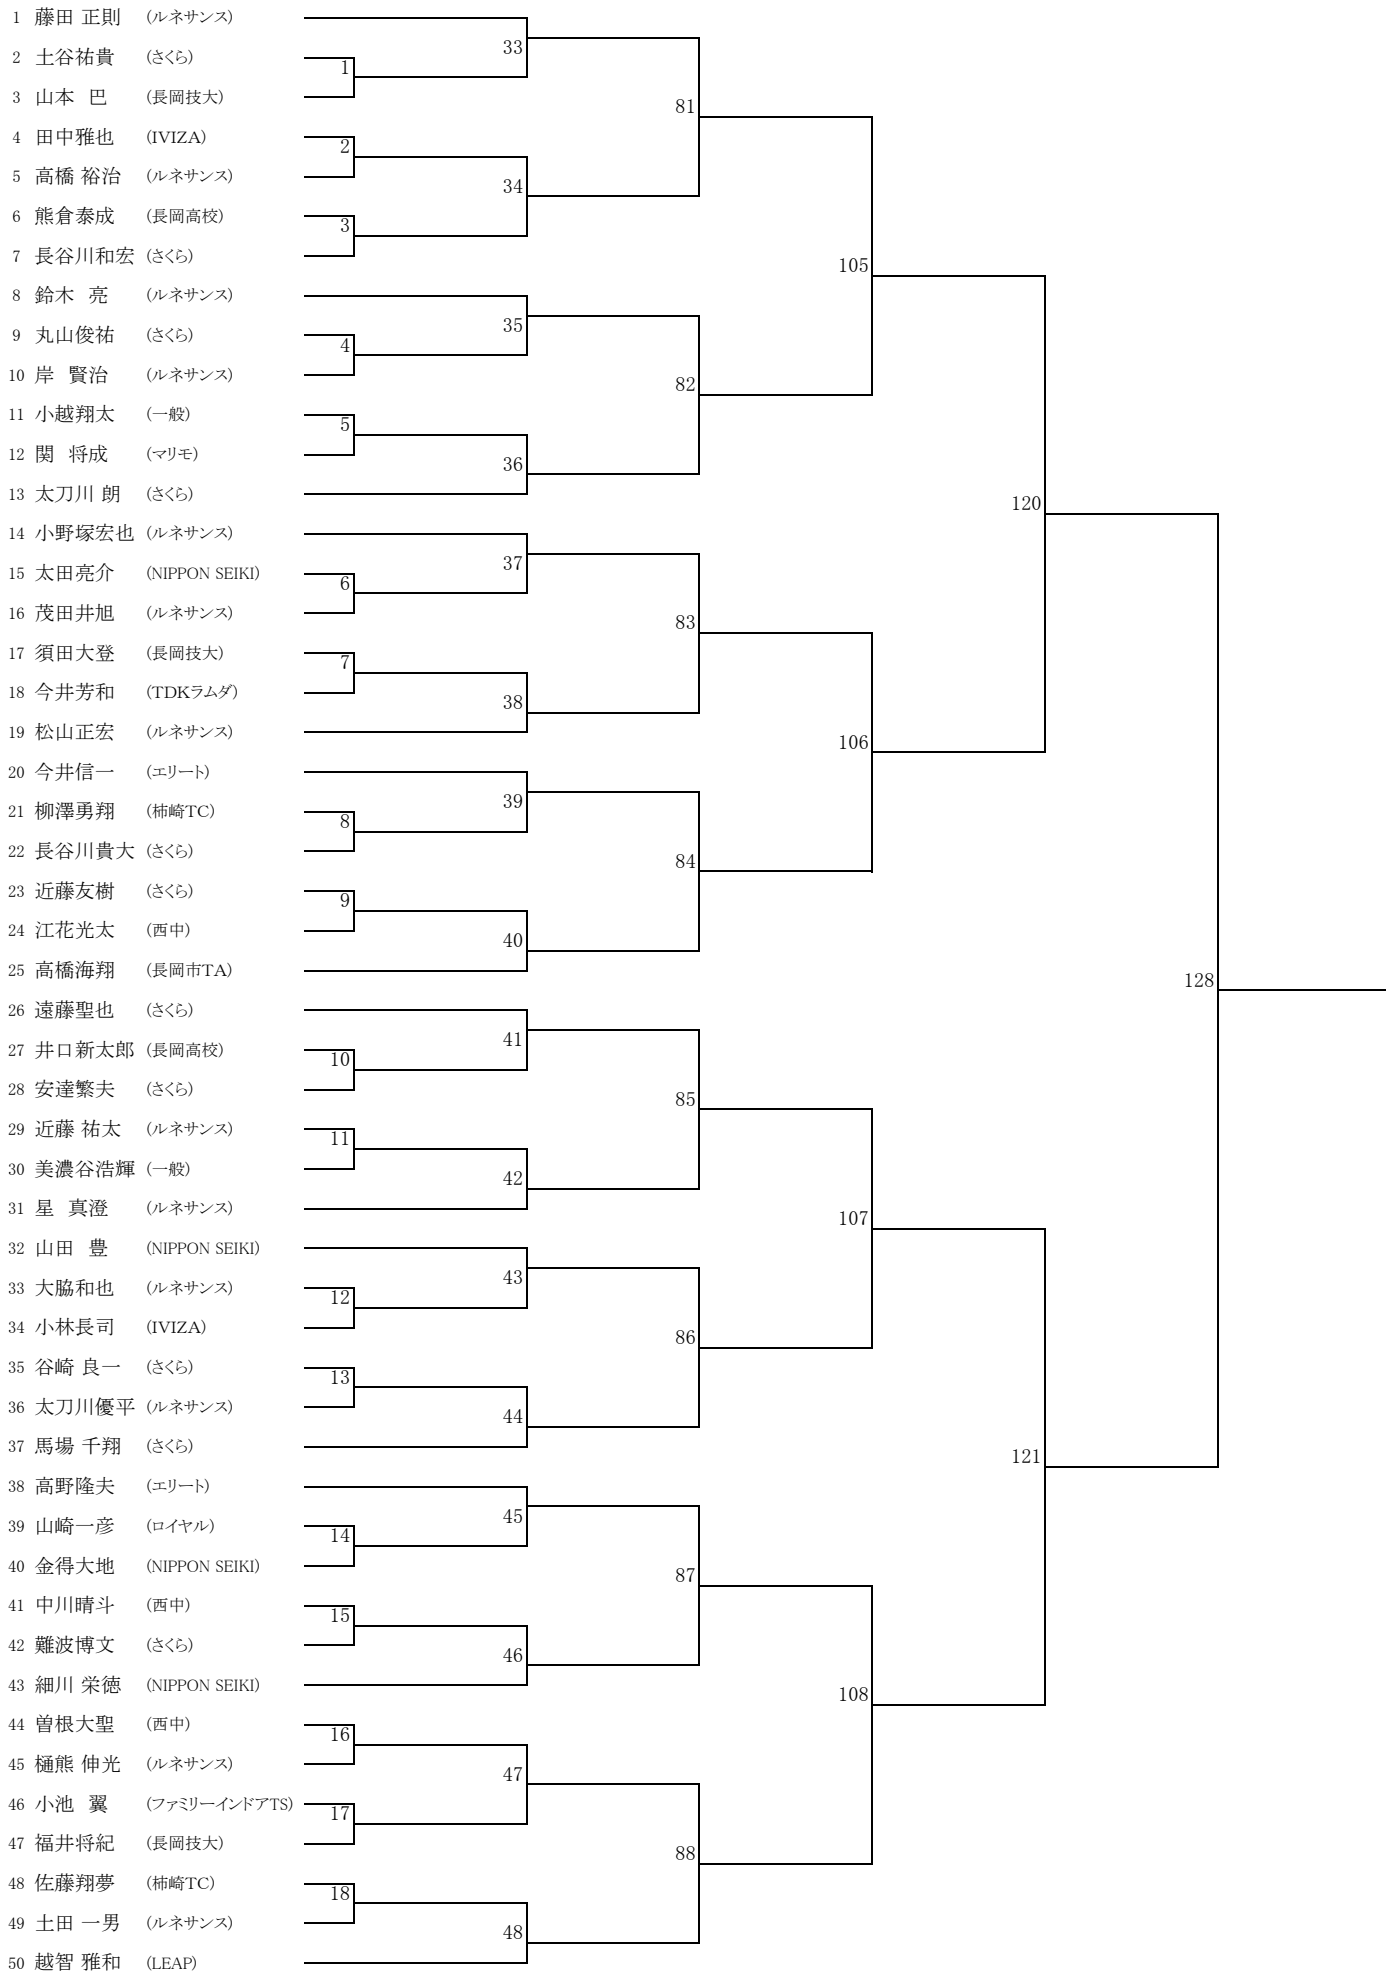 1 藤田 正則 (ルネサンス)
33
2 土谷祐貴 (さくら)
1
3 山本 巴 (長岡技大)
81
4 田中雅也 (IVIZA)
2
5 高橋 裕治 (ルネサンス)
34
6 熊倉泰成 (長岡高校)
3
7 長谷川和宏 (さくら)
105
8 鈴木 亮 (ルネサンス)
35
9 丸山俊祐 (さくら)
4
10 岸 賢治 (ルネサンス)
82
11 小越翔太 (一般)
5
12 関 将成 (マリモ)
36
13 太刀川 朗 (さくら)
120
14 小野塚宏也 (ルネサンス)
37
15 太田亮介 (NIPPON SEIKI)
6
16 茂田井旭 (ルネサンス)
83
17 須田大登 (長岡技大)
7
18 今井芳和 (TDKラムダ)
38
19 松山正宏 (ルネサンス)
106
20 今井信一 (エリート)
39
21 柳澤勇翔 (柿崎TC)
8
22 長谷川貴大 (さくら)
84
23 近藤友樹 (さくら)
9
24 江花光太 (西中)
40
25 高橋海翔 (長岡市TA)
128
26 遠藤聖也 (さくら)
41
27 井口新太郎 (長岡高校)
10
28 安達繁夫 (さくら)
85
29 近藤 祐太 (ルネサンス)
11
30 美濃谷浩輝 (一般)
42
31 星 真澄 (ルネサンス)
107
32 山田 豊 (NIPPON SEIKI)
43
33 大脇和也 (ルネサンス)
12
34 小林長司 (IVIZA)
86
35 谷崎 良一 (さくら)
13
36 太刀川優平 (ルネサンス)
44
37 馬場 千翔 (さくら)
121
38 高野隆夫 (エリート)
45
39 山崎一彦 (ロイヤル)
14
40 金得大地 (NIPPON SEIKI)
87
41 中川晴斗 (西中)
15
42 難波博文 (さくら)
46
43 細川 栄徳 (NIPPON SEIKI)
108
44 曽根大聖 (西中)
16
45 樋熊 伸光 (ルネサンス)
47
46 小池 翼 (ファミリーインドアTS)
17
47 福井将紀 (長岡技大)
88
48 佐藤翔夢 (柿崎TC)
18
49 土田 一男 (ルネサンス)
48
50 越智 雅和 (LEAP)